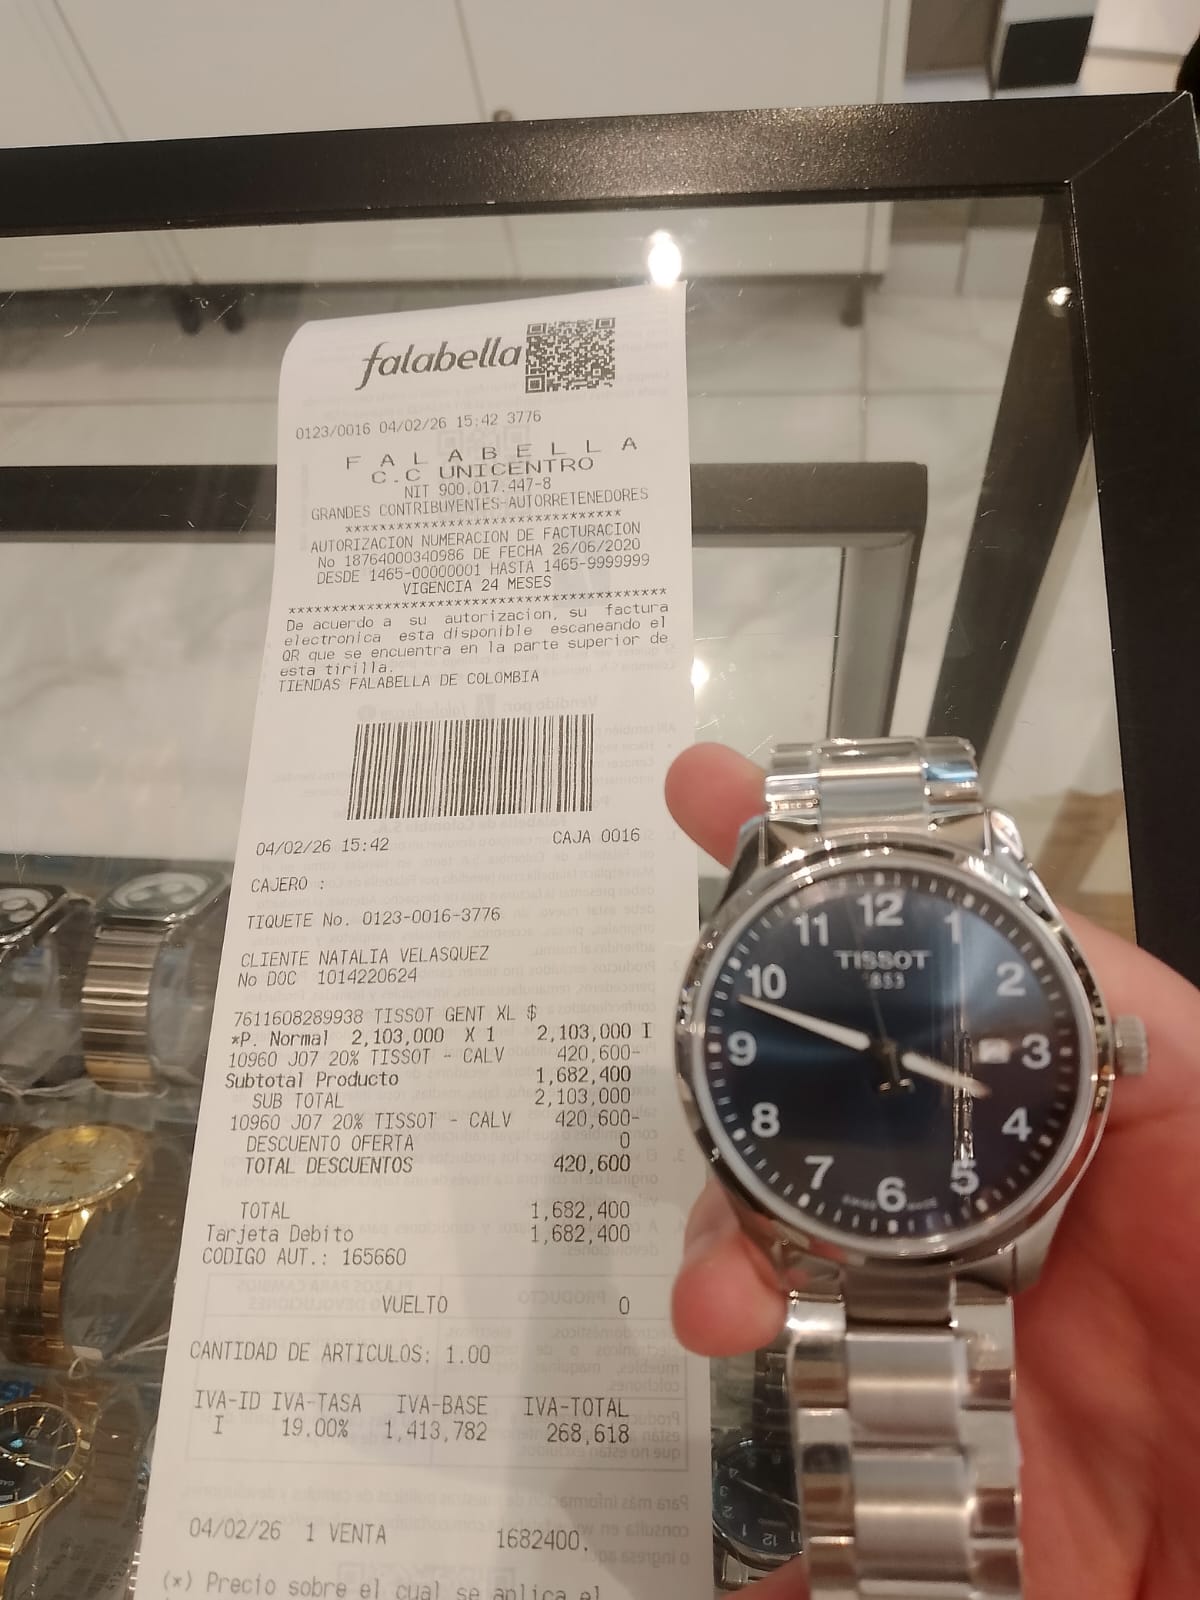 falabella
0123/0016 04/02/26 15:42 3776
F A L A B E L L A
C.C UNICENTRO
NIT 900.017.447-8
GRANDES CONTRIBUYENTES-AUTORRETENEDORES
********************************
AUTORIZACION NUMERACION DE FACTURACION
No 18764000340986 DE FECHA 26/06/2020
DESDE 1465-00000001 HASTA 1465-9999999
VIGENCIA 24 MESES
********************************************
De acuerdo a su autorizacion, su factura
electronica esta disponible escaneando el
QR que se encuentra en la parte superior de
esta tirilla.
TIENDAS FALABELLA DE COLOMBIA
04/02/26 15:42 CAJA 0016
CAJERO :
TIQUETE No. 0123-0016-3776
CLIENTE NATALIA VELASQUEZ
No DOC 1014220624
7611608289938 TISSOT GENT XL $
*P. Normal 2,103,000 X 1 2,103,000 I
10960 J07 20% TISSOT - CALV 420,600-
Subtotal Producto 1,682,400
SUB TOTAL 2,103,000
10960 J07 20% TISSOT - CALV 420,600-
DESCUENTO OFERTA 0
TOTAL DESCUENTOS 420,600
TOTAL 1,682,400
Tarjeta Debito 1,682,400
CODIGO AUT.: 165660
VUELTO 0
CANTIDAD DE ARTICULOS: 1.00
IVA-ID IVA-TASA IVA-BASE IVA-TOTAL
I 19.00% 1,413,782 268,618
04/02/26 1 VENTA 1682400.
(*) Precio sobre el cual se aplica el
12
1
2
3
4
5
6
7
8
9
10
11
TISSOT
1853
SWISS MADE